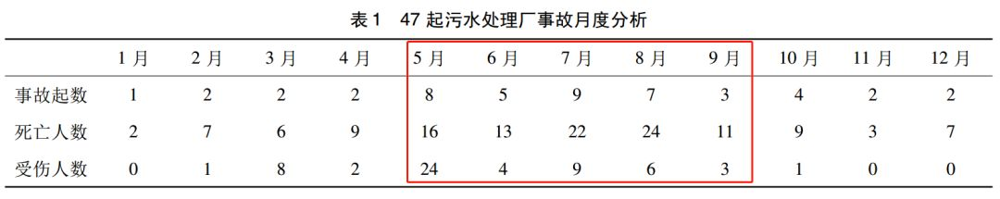 表1 47 起污水处理厂事故月度分析
1 月 2 月 3 月 4 月 5 月 6 月 7 月 8 月 9 月 10 月 11 月 12 月
事故起数 1 2 2 2 8 5 9 7 3 4 2 2
死亡人数 2 7 6 9 16 13 22 24 11 9 3 7
受伤人数 0 1 8 2 24 4 9 6 3 1 0 0